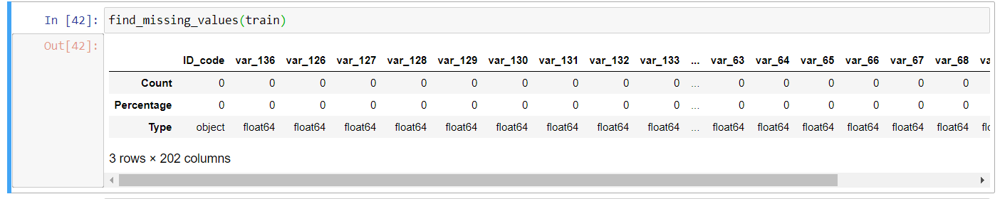 In [42]: find_missing_values(train)
Out[42]:
ID_code var_136 var_126 var_127 var_128 var_129 var_130 var_131 var_132 var_133 ... var_63 var_64 var_65 var_66 var_67 var_68 va
Count 0 0 0 0 0 0 0 0 0 0 ... 0 0 0 0 0 0
Percentage 0 0 0 0 0 0 0 0 0 0 ... 0 0 0 0 0 0
Type object float64 float64 float64 float64 float64 float64 float64 float64 float64 ... float64 float64 float64 float64 float64 float64 flo
3 rows × 202 columns